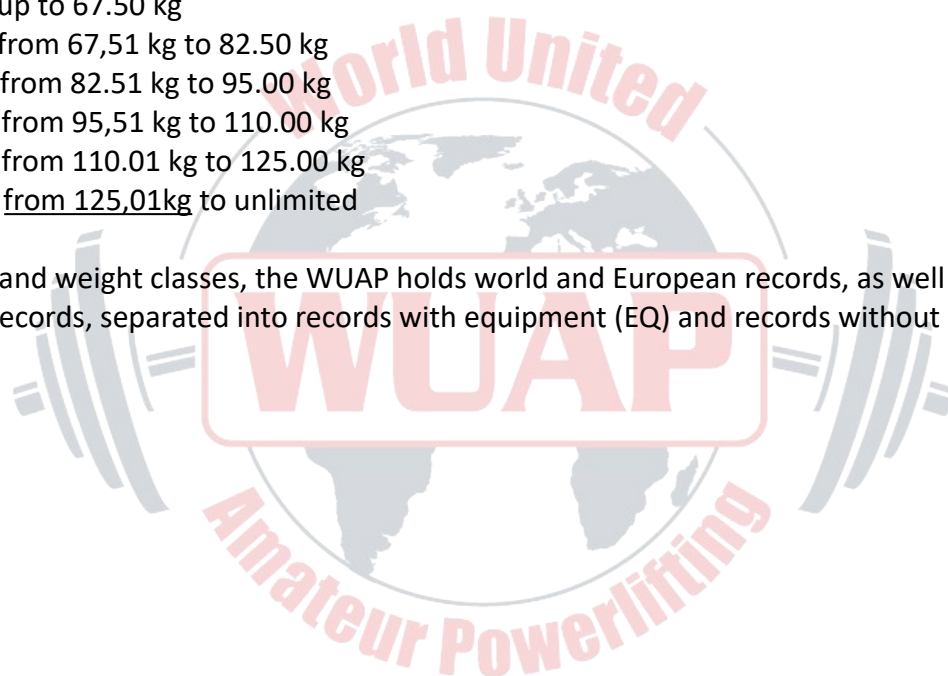 up to 67.50 kg
from 67,51 kg to 82.50 kg
from 82.51 kg to 95.00 kg
from 95,51 kg to 110.00 kg
from 110.01 kg to 125.00 kg
from 125,01kg to unlimited
and weight classes, the WUAP holds world and European records, as well
ecords, separated into records with equipment (EQ) and records without
World United
WUAP
Amateur Powerlifting